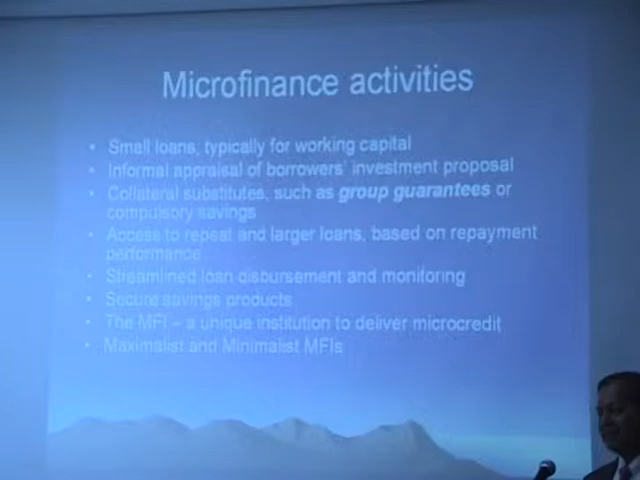 Microfinance activities
• Small loans, typically for working capital
• Informal appraisal of borrowers' investment proposal
• Collateral substitutes, such as group guarantees or
compulsory savings
• Access to repeat and larger loans, based on repayment
performance
• Streamlined loan disbursement and monitoring
• Secure savings products
• The MFI – a unique institution to deliver microcredit
• Maximalist and Minimalist MFIs